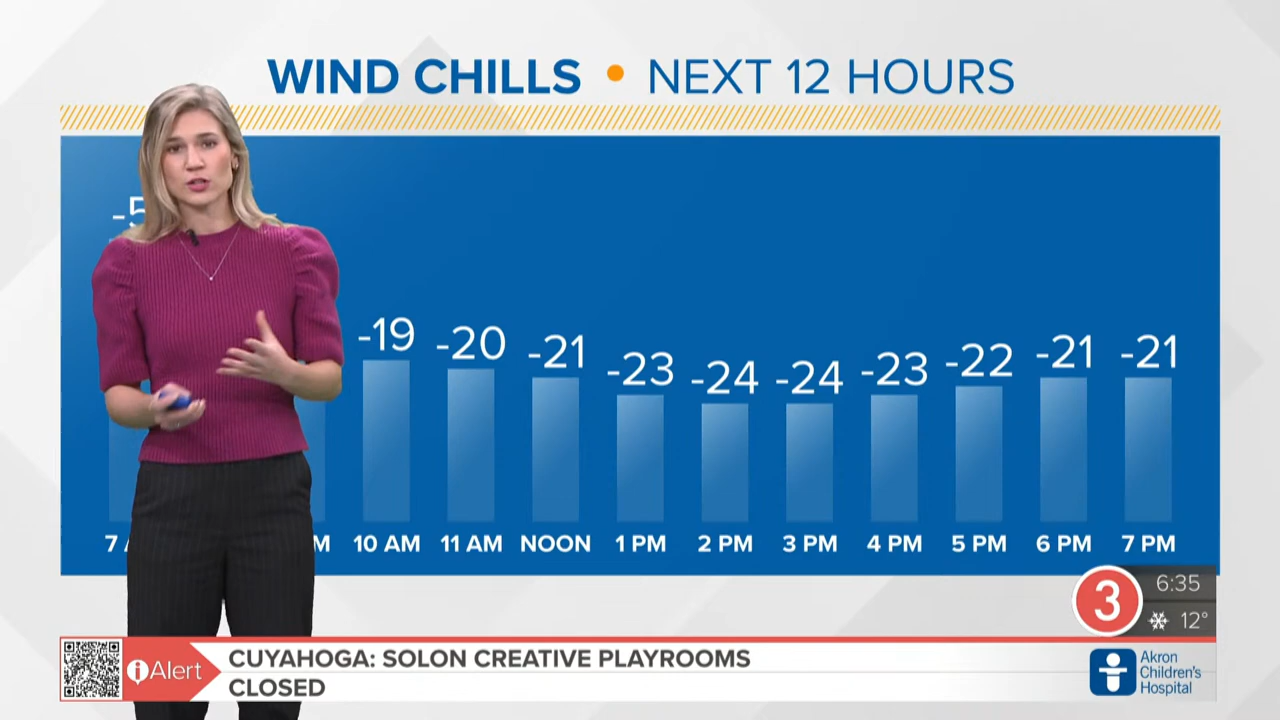 WIND CHILLS • NEXT 12 HOURS
-19 -20 -21 -23 -24 -24 -23 -22 -21 -21
10 AM 11 AM NOON 1 PM 2 PM 3 PM 4 PM 5 PM 6 PM 7 PM
3
6:35
12°
iAlert
CUYAHOGA: SOLON CREATIVE PLAYROOMS
CLOSED
Akron
Children's
Hospital